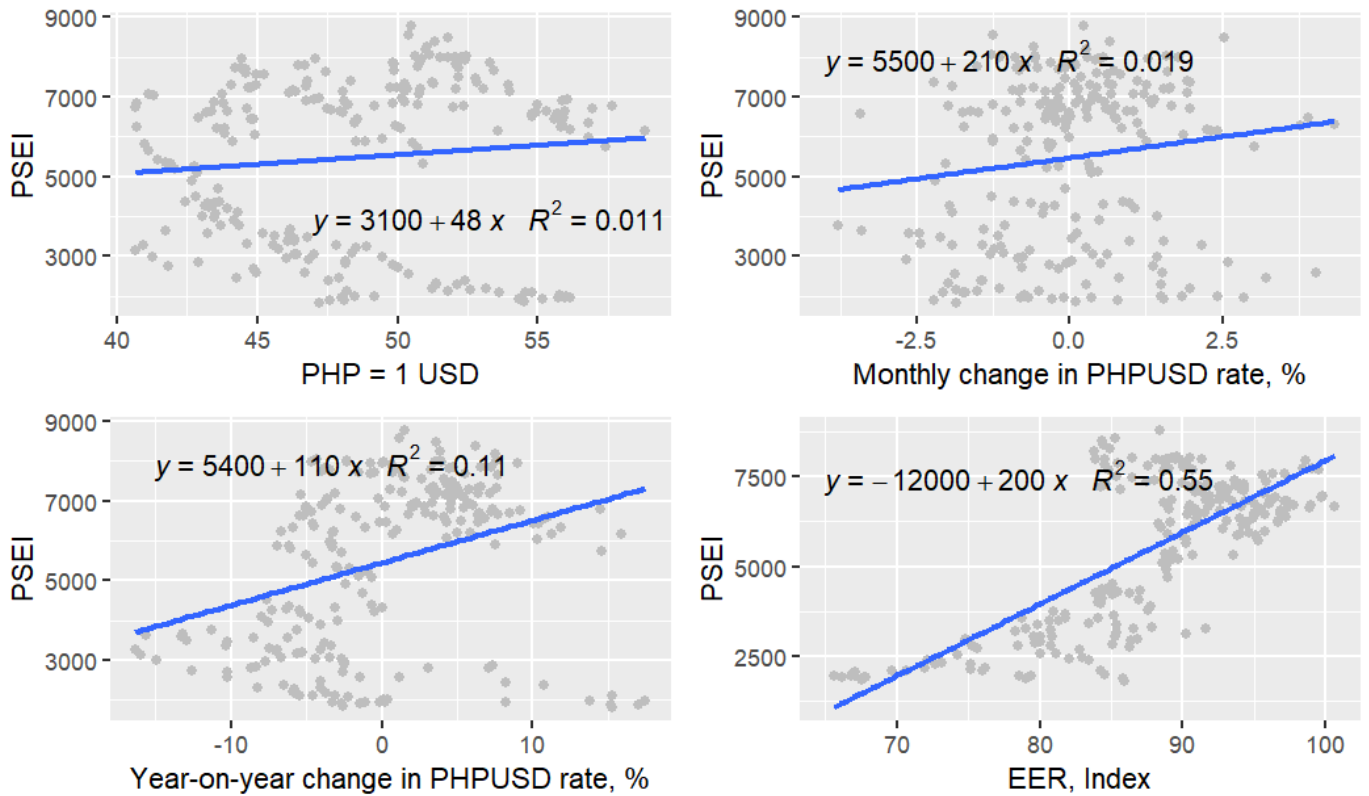 PSEI
9000
7000
5000
3000
y = 3100 + 48 x R² = 0.011
40 45 50 55
PHP = 1 USD
PSEI
9000
7000
5000
3000
y = 5500 + 210 x R² = 0.019
-2.5 0.0 2.5
Monthly change in PHPUSD rate, %
PSEI
9000
7000
5000
3000
y = 5400 + 110 x R² = 0.11
-10 0 10
Year-on-year change in PHPUSD rate, %
PSEI
7500
5000
2500
y = − 12000 + 200 x R² = 0.55
70 80 90 100
EER, Index